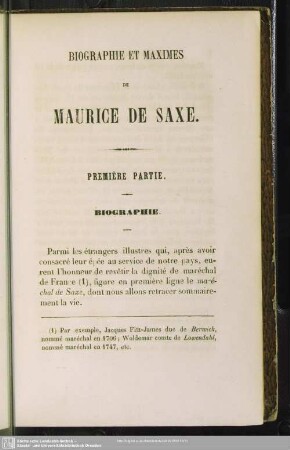 BIOGRAPHIE ET MAXIMES
DE
MAURICE DE SAXE.
PREMIÈRE PARTIE.
BIOGRAPHIE.
Parmi les étrangers illustres qui, après avoir
consacré leur é,ée au service de notre pays, eu-
rent l'honneur de revêtir la dignité de maréchal
de France (1), figure en première ligne le maré-
chal de Saxe, dont nous allons retracer sommaire-
ment la vie.
(1) Par exemple, Jacques Fitz-James duc de Berwick,
nommé maréchal en 1706; Waldemar comte de Lowendahl,
nommé maréchal en 1747, etc.